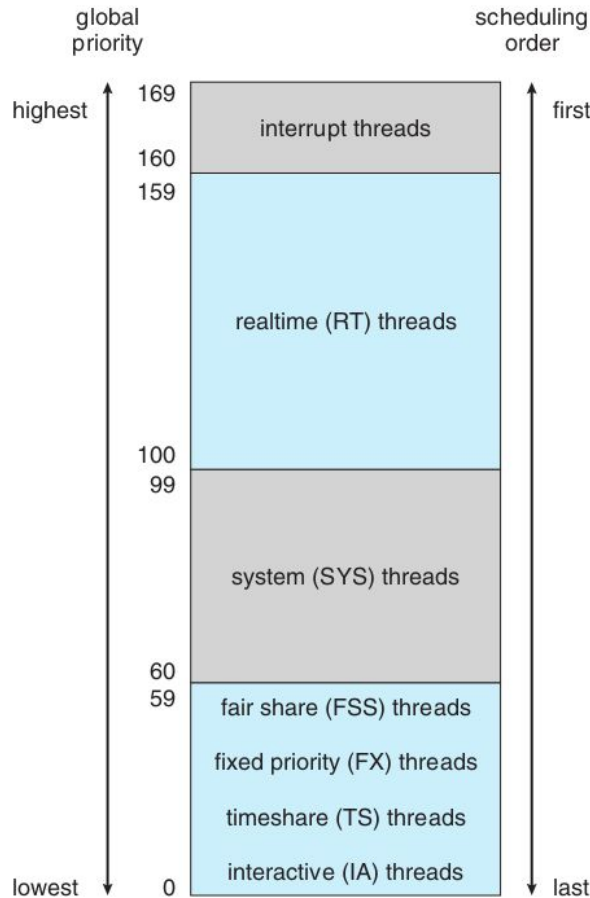 global
priority
scheduling
order
highest
169
first
interrupt threads
160
159
realtime (RT) threads
100
99
system (SYS) threads
60
59
fair share (FSS) threads
fixed priority (FX) threads
timeshare (TS) threads
interactive (IA) threads
lowest
0
last